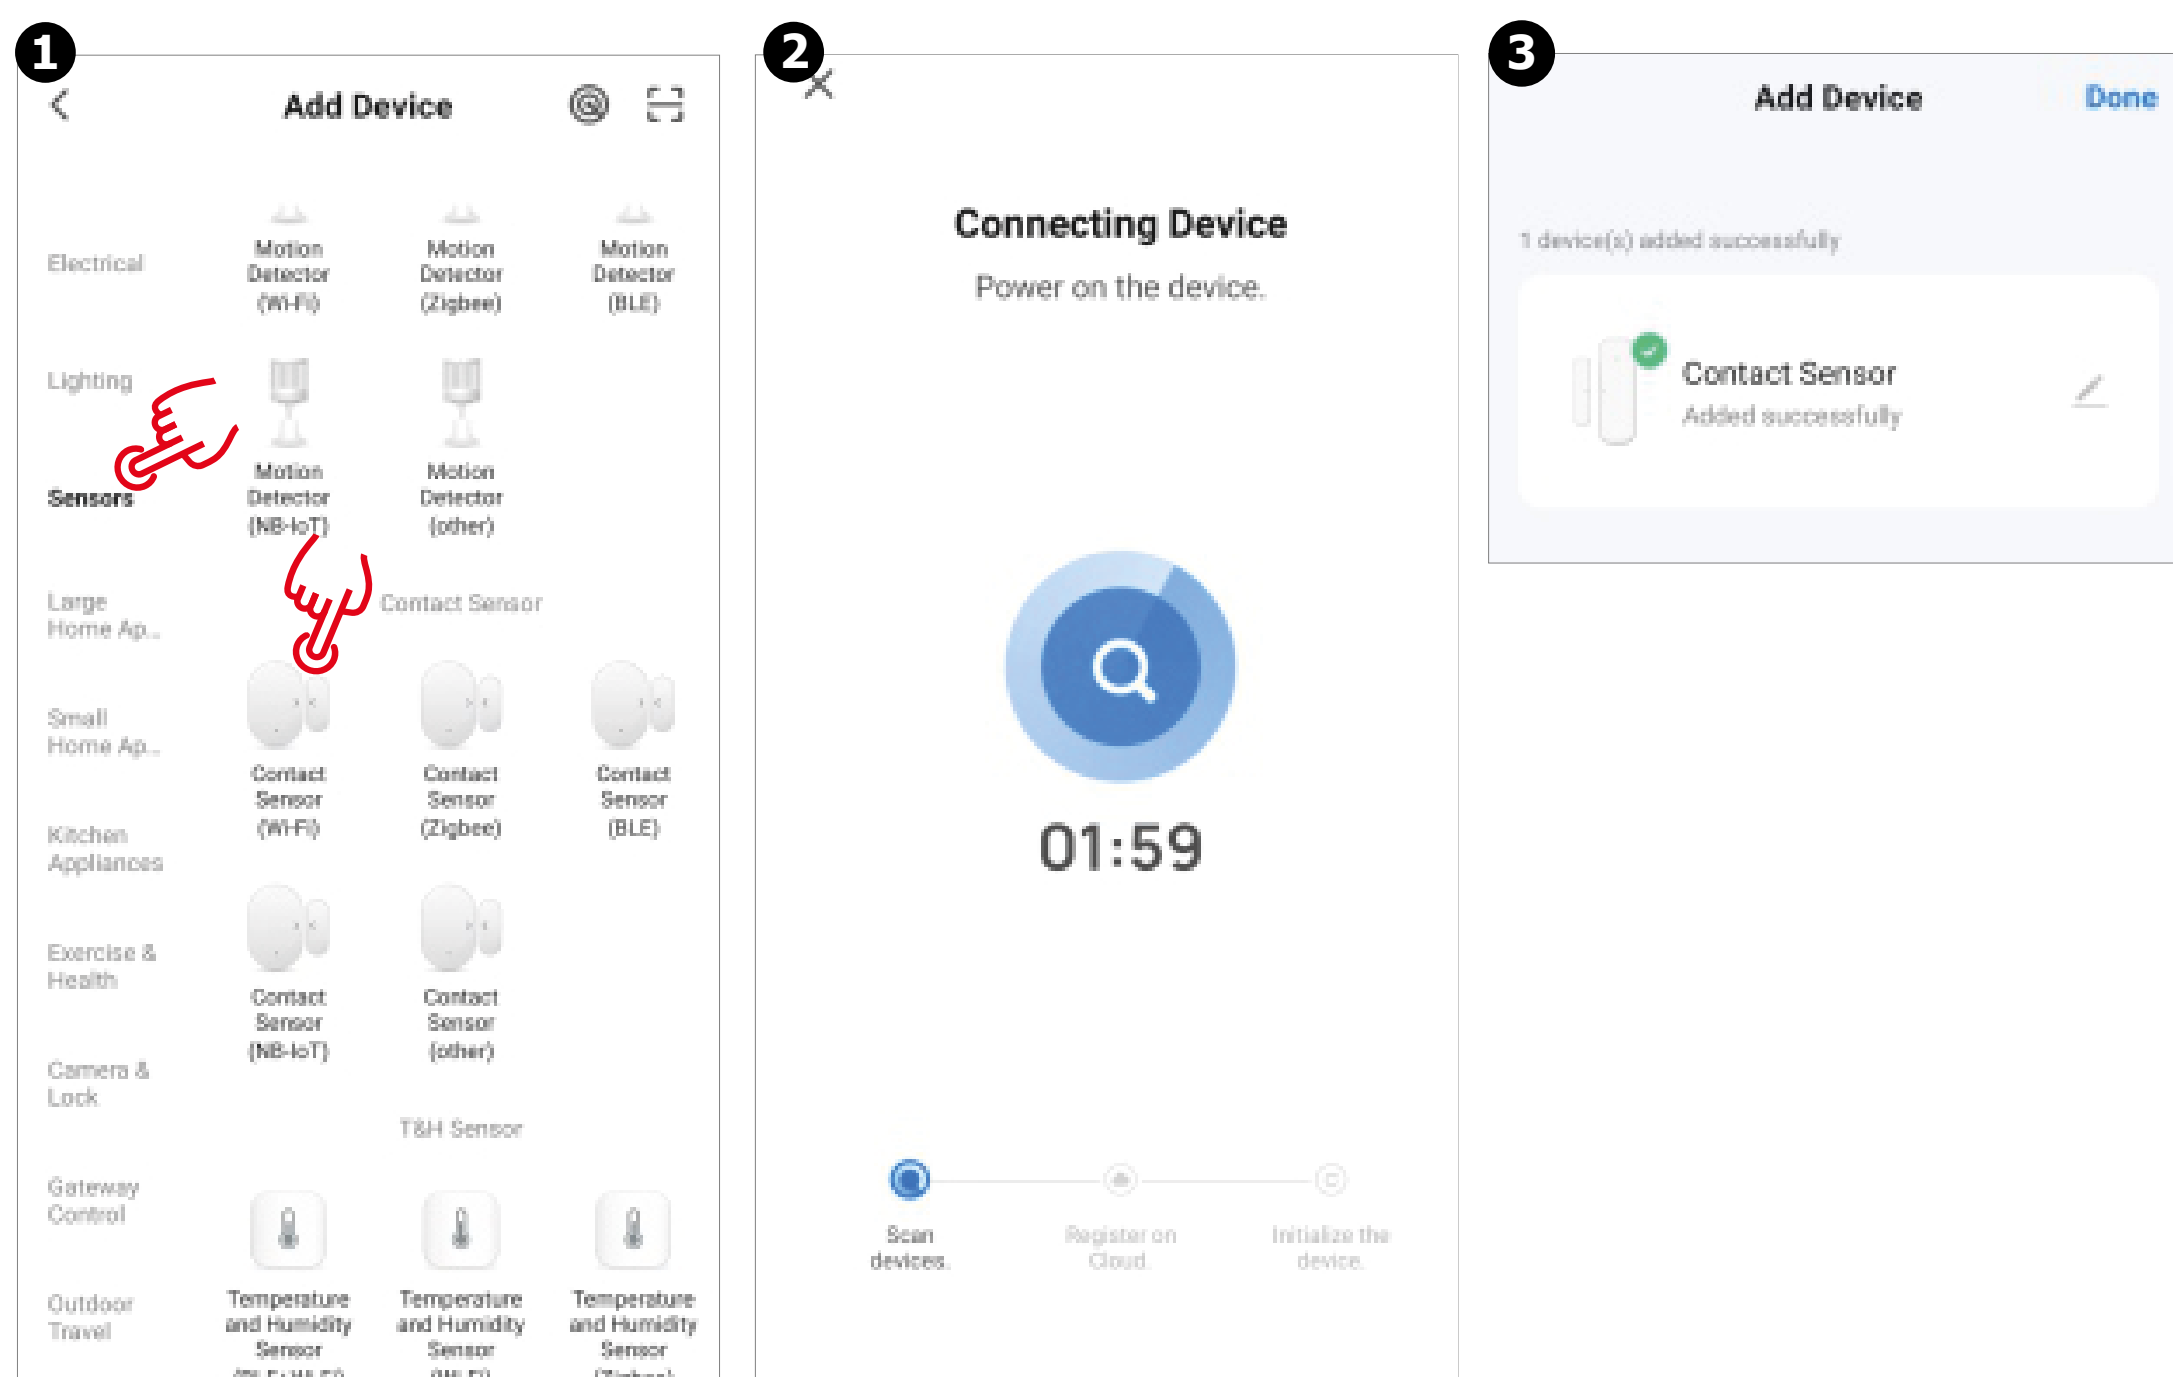 1
Add Device
Electrical
Lighting
Sensors
Large
Home Ap...
Small
Home Ap...
Kitchen
Appliances
Exercise &
Health
Camera &
Lock
Gateway
Control
Outdoor
Travel
Motion
Detector
(Wi-Fi)
Motion
Detector
(Zigbee)
Motion
Detector
(BLE)
Motion
Detector
(NB-IoT)
Motion
Detector
(other)
Contact Sensor
Contact
Sensor
(Wi-Fi)
Contact
Sensor
(Zigbee)
Contact
Sensor
(BLE)
Contact
Sensor
(NB-IoT)
Contact
Sensor
(other)
T&H Sensor
Temperature
and Humidity
Sensor
Temperature
and Humidity
Sensor
Temperature
and Humidity
Sensor
2
Connecting Device
Power on the device.
01:59
Scan
devices.
Register on
Cloud.
Initialize the
device.
3
Add Device
Done
1 device(s) added successfully
Contact Sensor
Added successfully